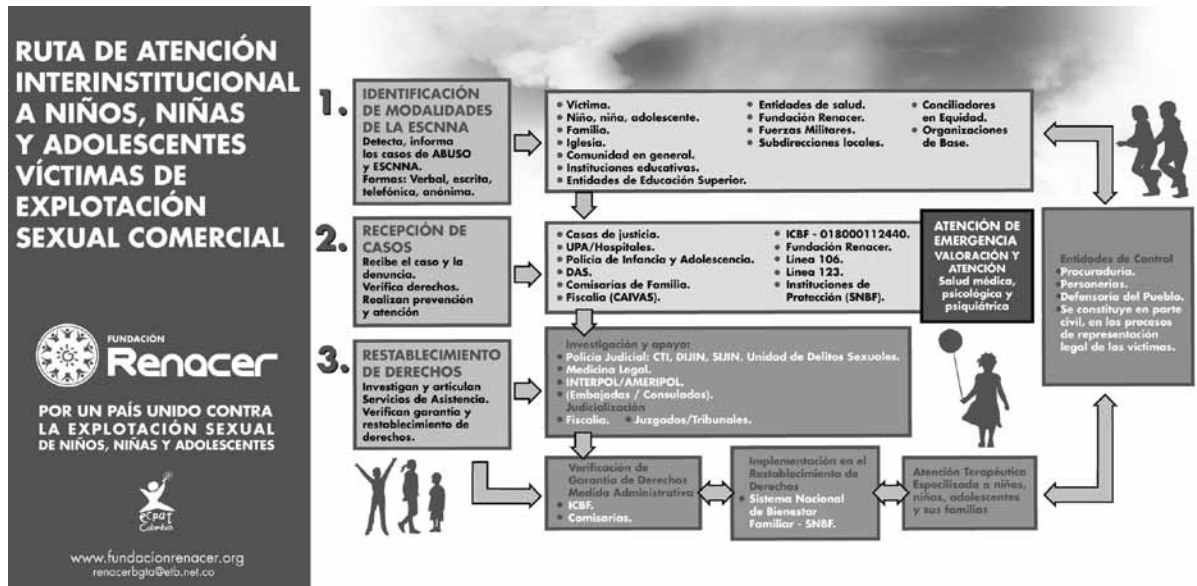 RUTA DE ATENCIÓN
INTERINSTITUCIONAL
A NIÑOS, NIÑAS
Y ADOLESCENTES
VÍCTIMAS DE
EXPLOTACIÓN
SEXUAL COMERCIAL
FUNDACIÓN
Renacer
POR UN PAÍS UNIDO CONTRA
LA EXPLOTACIÓN SEXUAL
DE NIÑOS, NIÑAS Y ADOLESCENTES
ecpat
Colombia
www.fundacionrenacer.org
renacerbgta@etb.net.co
1.
IDENTIFICACIÓN
DE MODALIDADES
DE LA ESCNNA
Detecta, informa
los casos de ABUSO
y ESCNNA.
Formas: Verbal, escrita,
telefónica, anónima.
• Víctima.
• Niño, niña, adolescente.
• Familia.
• Iglesia.
• Comunidad en general.
• Instituciones educativas.
• Entidades de Educación Superior.
• Entidades de salud.
• Fundación Renacer.
• Fuerzas Militares.
• Subdirecciones locales.
• Conciliadores
en Equidad.
• Organizaciones
de Base.
2.
RECEPCIÓN DE
CASOS
Recibe el caso y la
denuncia.
Verifica derechos.
Realizan prevención
y atención
• Casas de justicia.
• UPA/Hospitales.
• Policía de Infancia y Adolescencia.
• DAS.
• Comisarias de Familia.
• Fiscalía (CAIVAS).
• ICBF - 018000112440.
• Fundación Renacer.
• Línea 106.
• Línea 123.
• Instituciones de
Protección (SNBF).
ATENCIÓN DE
EMERGENCIA
VALORACIÓN Y
ATENCIÓN
Salud médica,
psicológica y
psiquiátrica
Entidades de Control
• Procuraduría.
• Personerías.
• Defensoría del Pueblo.
• Se constituye en parte
civil, en los procesos
de representación
legal de las víctimas.
3.
RESTABLECIMIENTO
DE DERECHOS
Investigan y articulan
Servicios de Asistencia.
Verifican garantía y
restablecimiento de
derechos.
Investigación y apoyo:
• Policía Judicial: CTI, DIJIN, SIJIN, Unidad de Delitos Sexuales.
• Medicina Legal.
• INTERPOL/AMERIPOL.
• (Embajadas / Consulados).
Judicialización
• Fiscalía. • Juzgados/Tribunales.
Verificación de
Garantía de Derechos
Medida Administrativa
• ICBF.
• Comisarías.
Implementación en el
Restablecimiento de
Derechos
• Sistema Nacional
de Bienestar
Familiar - SNBF.
Atención Terapéutica
Especilisada a niños,
niñas, adolescentes
y sus familias